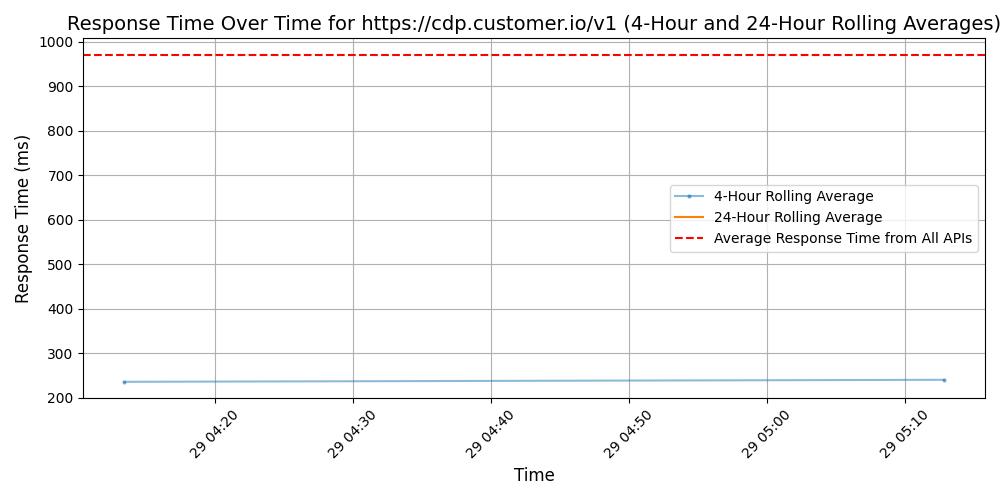 Response Time Over Time for https://cdp.customer.io/v1 (4-Hour and 24-Hour Rolling Averages)
1000
900
800
700
600
500
400
300
200
Response Time (ms)
4-Hour Rolling Average
24-Hour Rolling Average
Average Response Time from All APIs
29 04:20
29 04:30
29 04:40
29 04:50
29 05:00
29 05:10
Time